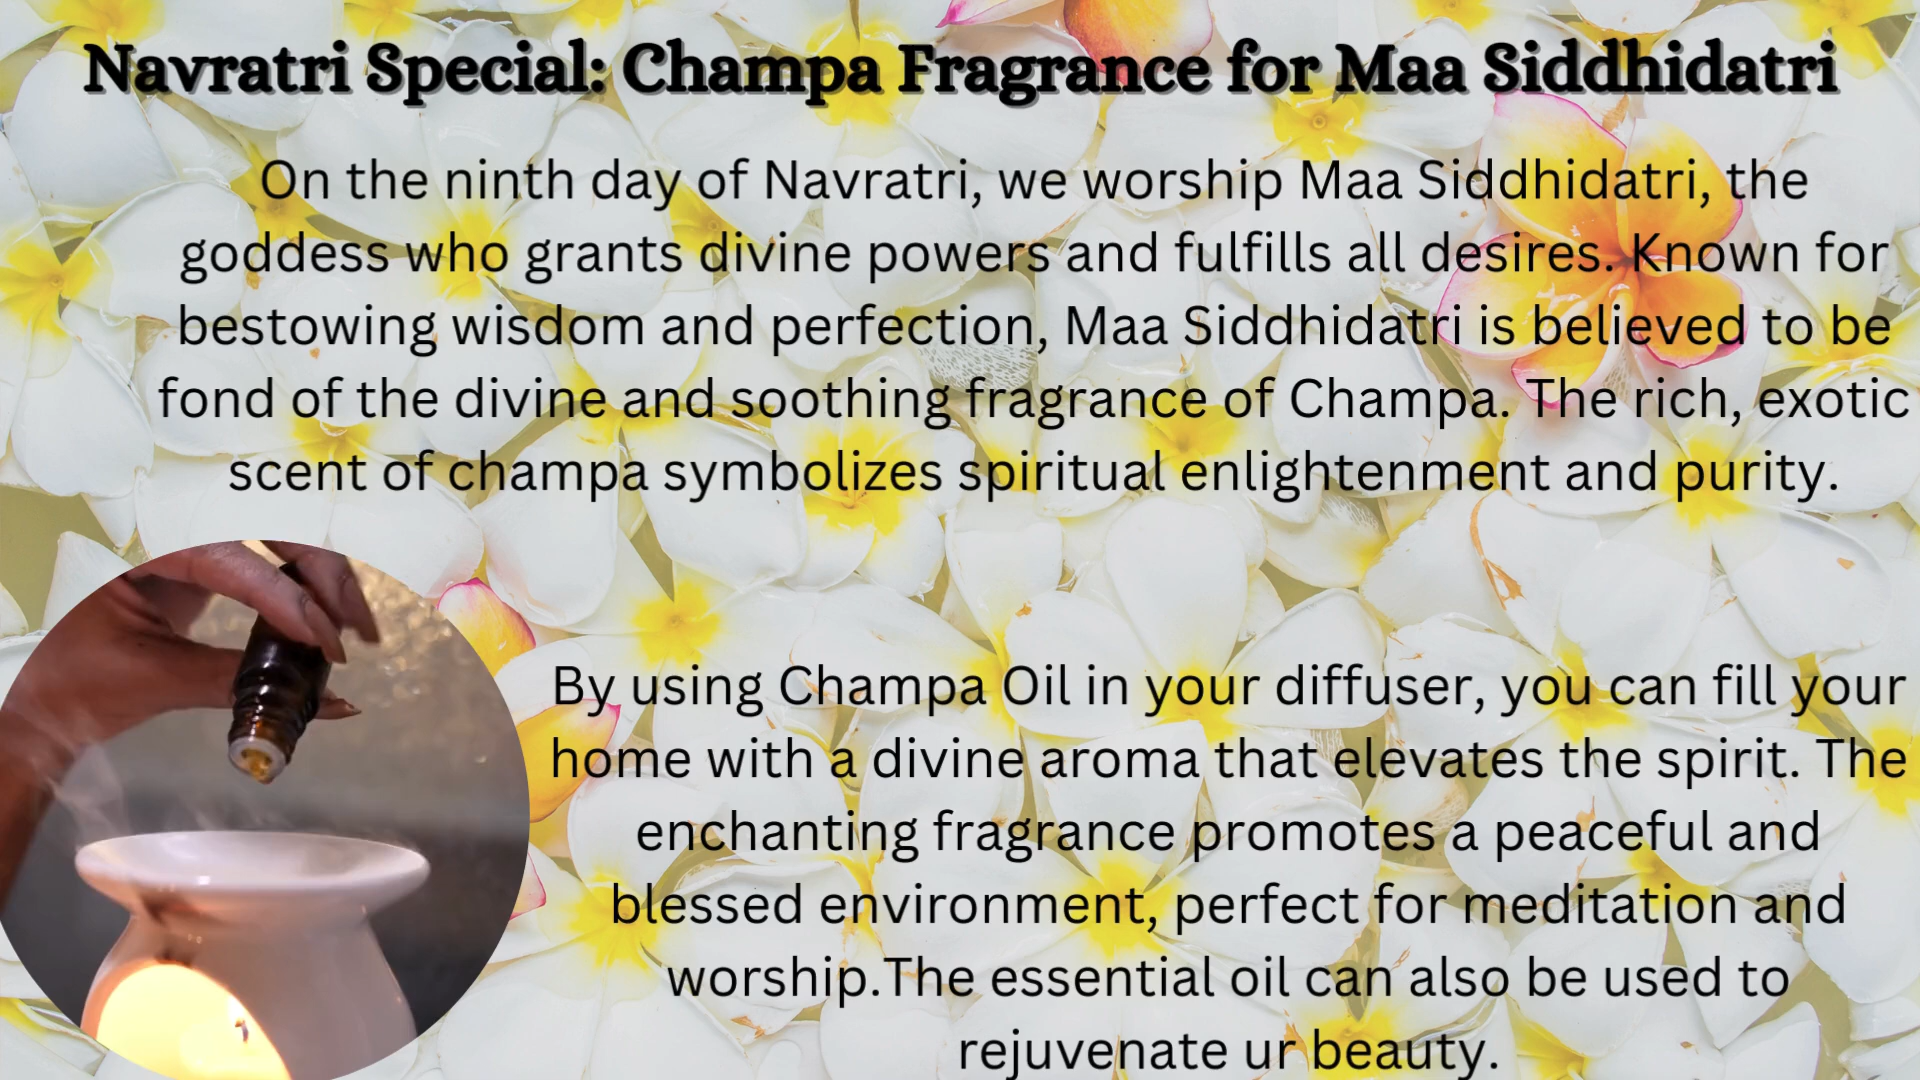 Navratri Special: Champa Fragrance for Maa Siddhidatri
On the ninth day of Navratri, we worship Maa Siddhidatri, the
goddess who grants divine powers and fulfills all desires. Known for
bestowing wisdom and perfection, Maa Siddhidatri is believed to be
fond of the divine and soothing fragrance of Champa. The rich, exotic
scent of champa symbolizes spiritual enlightenment and purity.
By using Champa Oil in your diffuser, you can fill your
home with a divine aroma that elevates the spirit. The
enchanting fragrance promotes a peaceful and
blessed environment, perfect for meditation and
worship.The essential oil can also be used to
rejuvenate ur beauty.